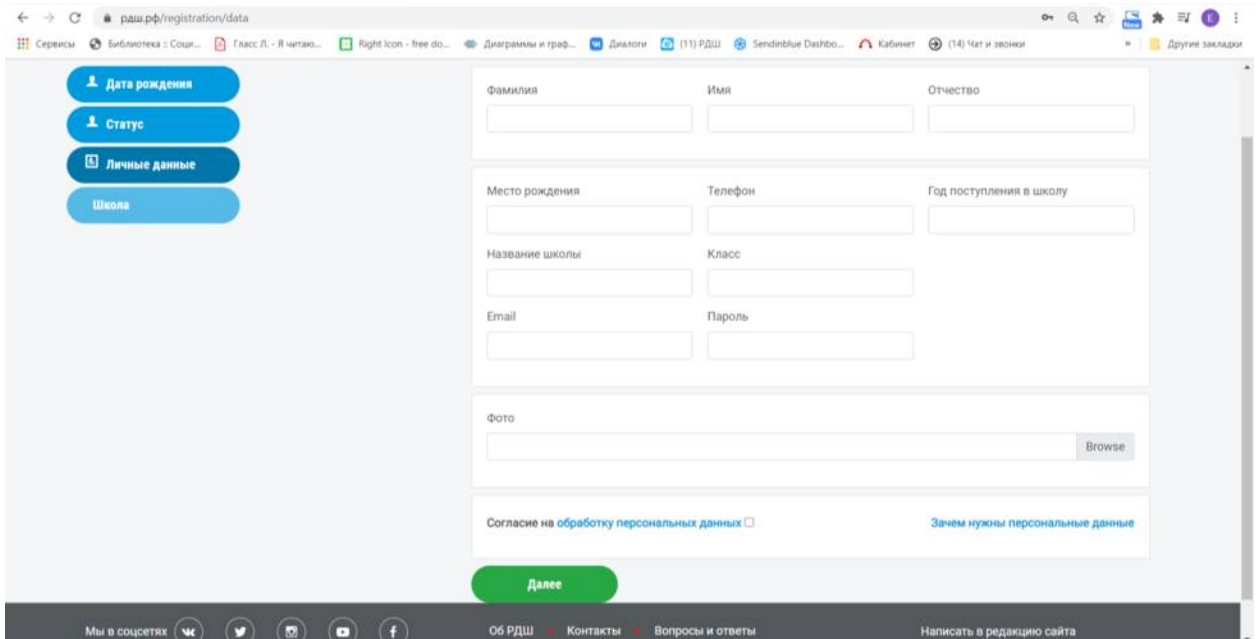 рдш.рф/registration/data
New
E
Сервисы Библиотека :: Соци... Гласс Л. - Я читаю... Right Icon - free do... Диаграммы и граф... Диалоги (11) РДШ Sendinblue Dashbo... Кабинет (14) Чат и звонки » Другие закладки
Дата рождения
Статус
Личные данные
Школа
Фамилия Имя Отчество
Место рождения Телефон Год поступления в школу
Название школы Класс
Email Пароль
Фото
Browse
Согласие на обработку персональных данных Зачем нужны персональные данные
Далее
Мы в соцсетях Об РДШ Контакты Вопросы и ответы Написать в редакцию сайта